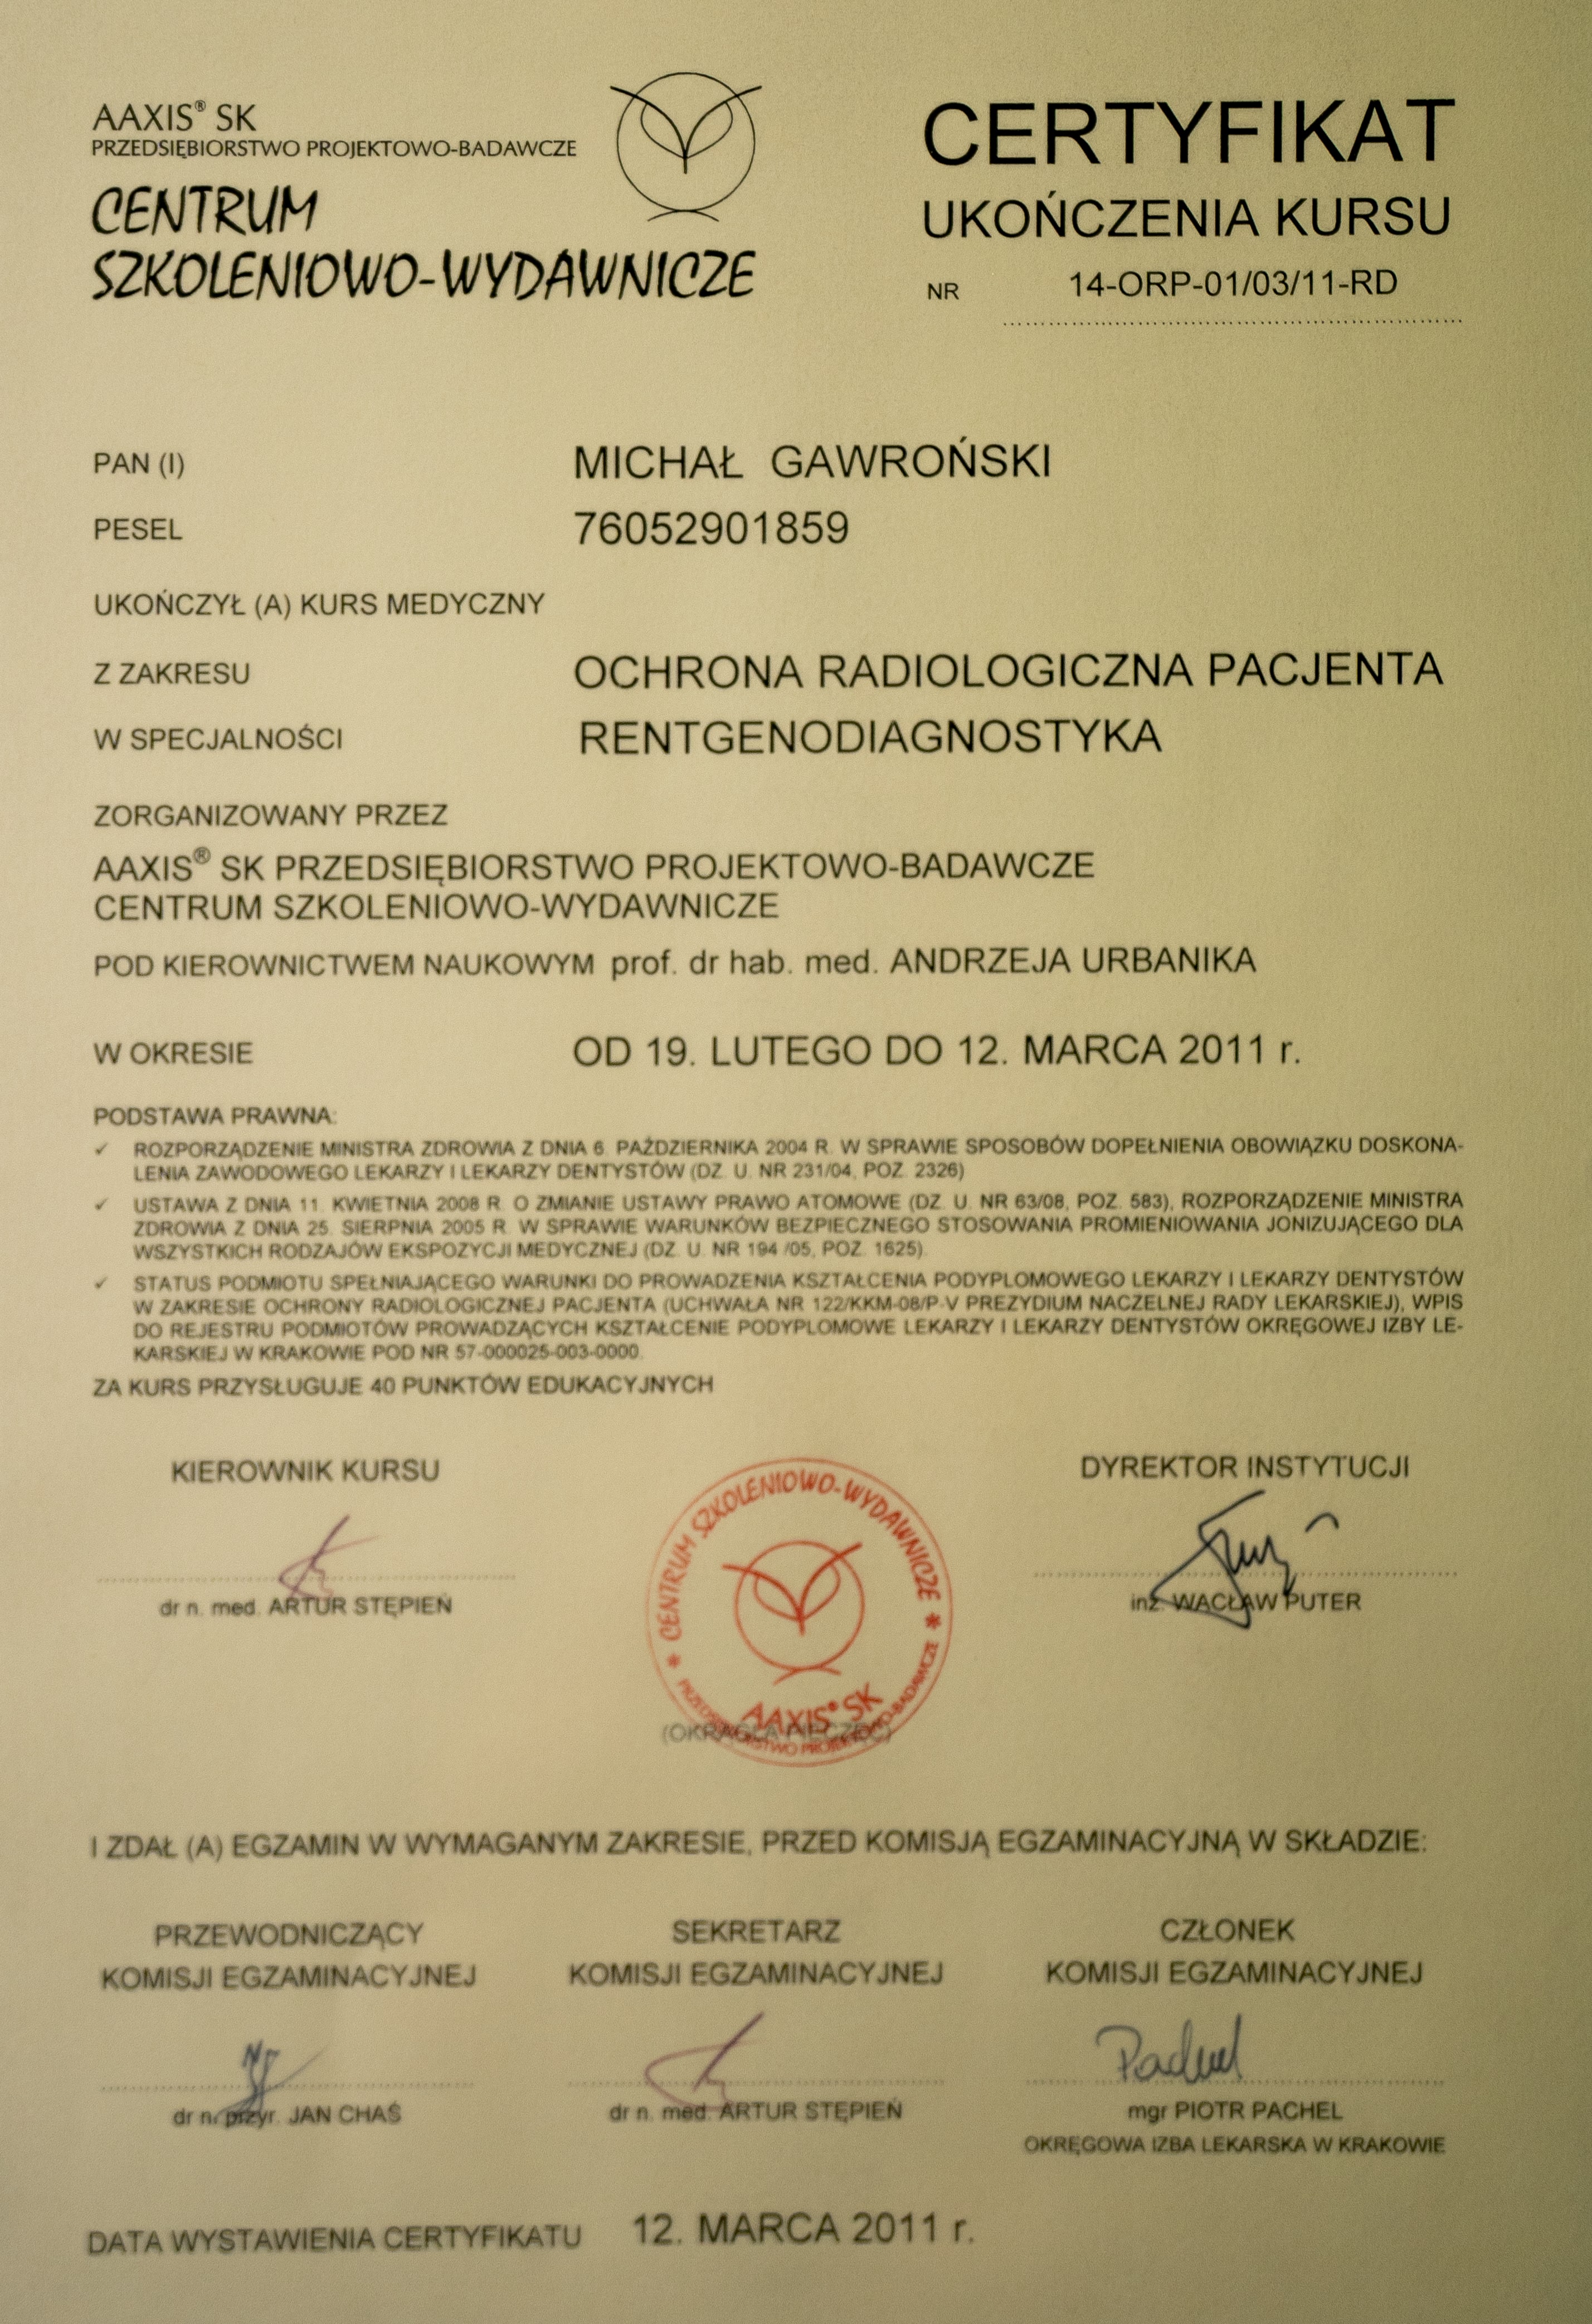 AAXIS® SK
PRZEDSIĘBIORSTWO PROJEKTOWO-BADAWCZE
CENTRUM
SZKOLENIOWO-WYDAWNICZE
CERTYFIKAT
UKOŃCZENIA KURSU
NR 14-ORP-01/03/11-RD
PAN (I) MICHAŁ GAWROŃSKI
PESEL 76052901859
UKOŃCZYŁ (A) KURS MEDYCZNY
Z ZAKRESU OCHRONA RADIOLOGICZNA PACJENTA
W SPECJALNOŚCI RENTGENODIAGNOSTYKA
ZORGANIZOWANY PRZEZ
AAXIS® SK PRZEDSIĘBIORSTWO PROJEKTOWO-BADAWCZE
CENTRUM SZKOLENIOWO-WYDAWNICZE
POD KIEROWNICTWEM NAUKOWYM prof. dr hab. med. ANDRZEJA URBANIKA
W OKRESIE OD 19. LUTEGO DO 12. MARCA 2011 r.
PODSTAWA PRAWNA:
✓ ROZPORZĄDZENIE MINISTRA ZDROWIA Z DNIA 6. PAŹDZIERNIKA 2004 R. W SPRAWIE SPOSOBÓW DOPEŁNIENIA OBOWIĄZKU DOSKONA-
LENIA ZAWODOWEGO LEKARZY I LEKARZY DENTYSTÓW (DZ. U. NR 231/04, POZ. 2326)
✓ USTAWA Z DNIA 11. KWIETNIA 2008 R. O ZMIANIE USTAWY PRAWO ATOMOWE (DZ. U. NR 63/08, POZ. 583), ROZPORZĄDZENIE MINISTRA
ZDROWIA Z DNIA 25. SIERPNIA 2005 R. W SPRAWIE WARUNKÓW BEZPIECZNEGO STOSOWANIA PROMIENIOWANIA JONIZUJĄCEGO DLA
WSZYSTKICH RODZAJÓW EKSPOZYCJI MEDYCZNEJ (DZ. U. NR 194 /05, POZ. 1625).
✓ STATUS PODMIOTU SPEŁNIAJĄCEGO WARUNKI DO PROWADZENIA KSZTAŁCENIA PODYPLOMOWEGO LEKARZY I LEKARZY DENTYSTÓW
W ZAKRESIE OCHRONY RADIOLOGICZNEJ PACJENTA (UCHWAŁA NR 122/KKM-08/P-V PREZYDIUM NACZELNEJ RADY LEKARSKIEJ), WPIS
DO REJESTRU PODMIOTÓW PROWADZĄCYCH KSZTAŁCENIE PODYPLOMOWE LEKARZY I LEKARZY DENTYSTÓW OKRĘGOWEJ IZBY LE-
KARSKIEJ W KRAKOWIE POD NR 57-000025-003-0000.
ZA KURS PRZYSŁUGUJE 40 PUNKTÓW EDUKACYJNYCH
KIEROWNIK KURSU
dr n. med. ARTUR STĘPIEŃ
CENTRUM SZKOLENIOWO-WYDAWNICZE
AAXIS® SK
PRZEDSIĘBIORSTWO PROJEKTOWO-BADAWCZE
(OKRĄGŁA PIECZĘĆ)
DYREKTOR INSTYTUCJI
inż. WACŁAW PUTER
I ZDAŁ (A) EGZAMIN W WYMAGANYM ZAKRESIE, PRZED KOMISJĄ EGZAMINACYJNĄ W SKŁADZIE:
PRZEWODNICZĄCY
KOMISJI EGZAMINACYJNEJ
dr n. przyr. JAN CHAŚ
SEKRETARZ
KOMISJI EGZAMINACYJNEJ
dr n. med. ARTUR STĘPIEŃ
CZŁONEK
KOMISJI EGZAMINACYJNEJ
Pachel
mgr PIOTR PACHEL
OKRĘGOWA IZBA LEKARSKA W KRAKOWIE
DATA WYSTAWIENIA CERTYFIKATU 12. MARCA 2011 r.